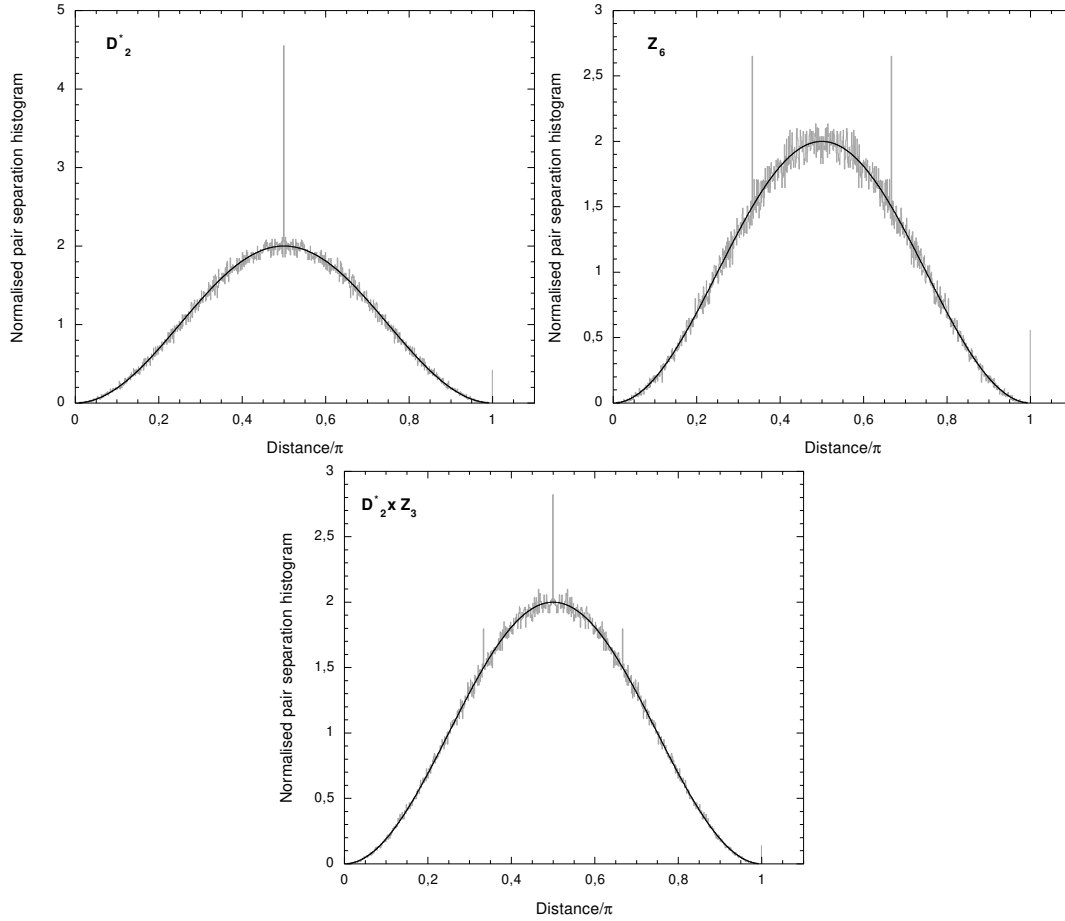 D*2
Normalised pair separation histogram
5
4
3
2
1
0
0 0,2 0,4 0,6 0,8 1
Distance/π
Z6
Normalised pair separation histogram
3
2,5
2
1,5
1
0,5
0
0 0,2 0,4 0,6 0,8 1
Distance/π
D*2 x Z3
Normalised pair separation histogram
3
2,5
2
1,5
1
0,5
0
0 0,2 0,4 0,6 0,8 1
Distance/π